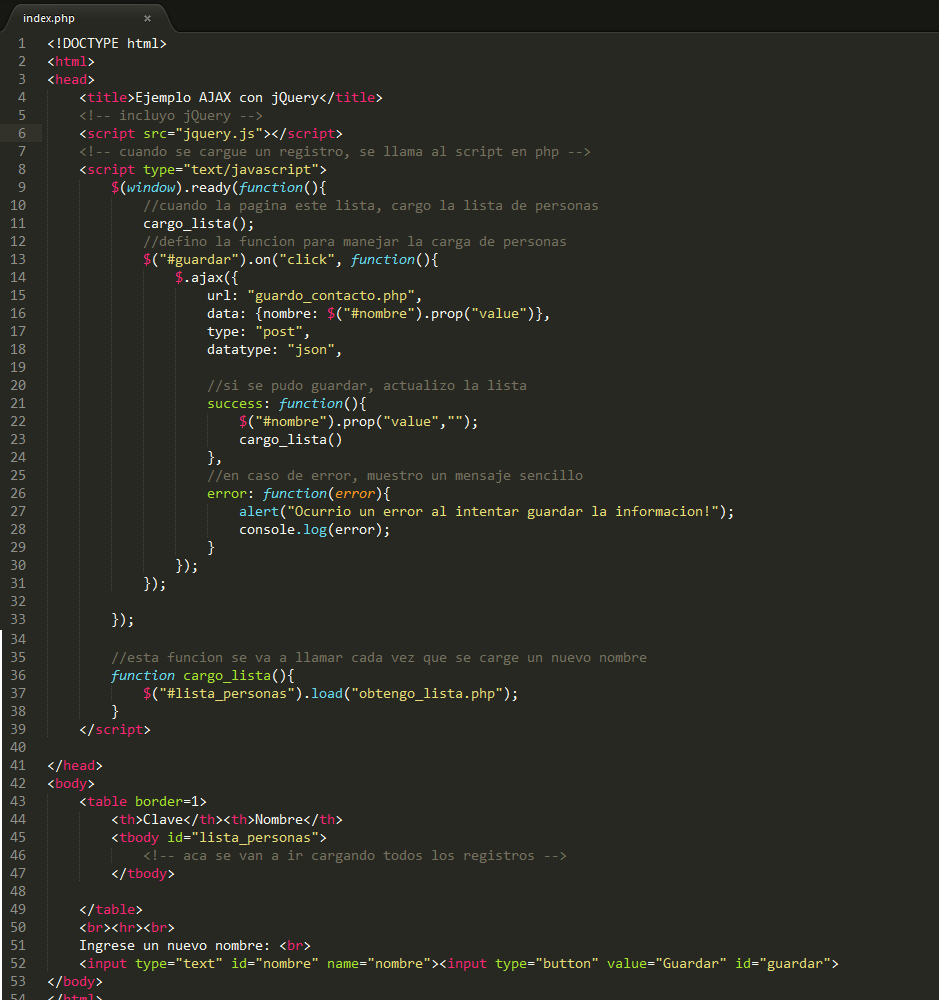 index.php ×
1 <!DOCTYPE html>
2 <html>
3 <head>
4 <title>Ejemplo AJAX con jQuery</title>
5 <!-- incluyo jQuery -->
6 <script src="jquery.js"></script>
7 <!-- cuando se cargue un registro, se llama al script en php -->
8 <script type="text/javascript">
9 $(window).ready(function(){
10 //cuando la pagina este lista, cargo la lista de personas
11 cargo_lista();
12 //defino la funcion para manejar la carga de personas
13 $("#guardar").on("click", function(){
14 $.ajax({
15 url: "guardo_contacto.php",
16 data: {nombre: $("#nombre").prop("value")},
17 type: "post",
18 datatype: "json",
19
20 //si se pudo guardar, actualizo la lista
21 success: function(){
22 $("#nombre").prop("value","");
23 cargo_lista()
24 },
25 //en caso de error, muestro un mensaje sencillo
26 error: function(error){
27 alert("Ocurrio un error al intentar guardar la informacion!");
28 console.log(error);
29 }
30 });
31 });
32
33 });
34
35 //esta funcion se va a llamar cada vez que se carge un nuevo nombre
36 function cargo_lista(){
37 $("#lista_personas").load("obtengo_lista.php");
38 }
39 </script>
40
41 </head>
42 <body>
43 <table border=1>
44 <th>Clave</th><th>Nombre</th>
45 <tbody id="lista_personas">
46 <!-- aca se van a ir cargando todos los registros -->
47 </tbody>
48
49 </table>
50 <br><hr><br>
51 Ingrese un nuevo nombre: <br>
52 <input type="text" id="nombre" name="nombre"><input type="button" value="Guardar" id="guardar">
53 </body>
54 </html>